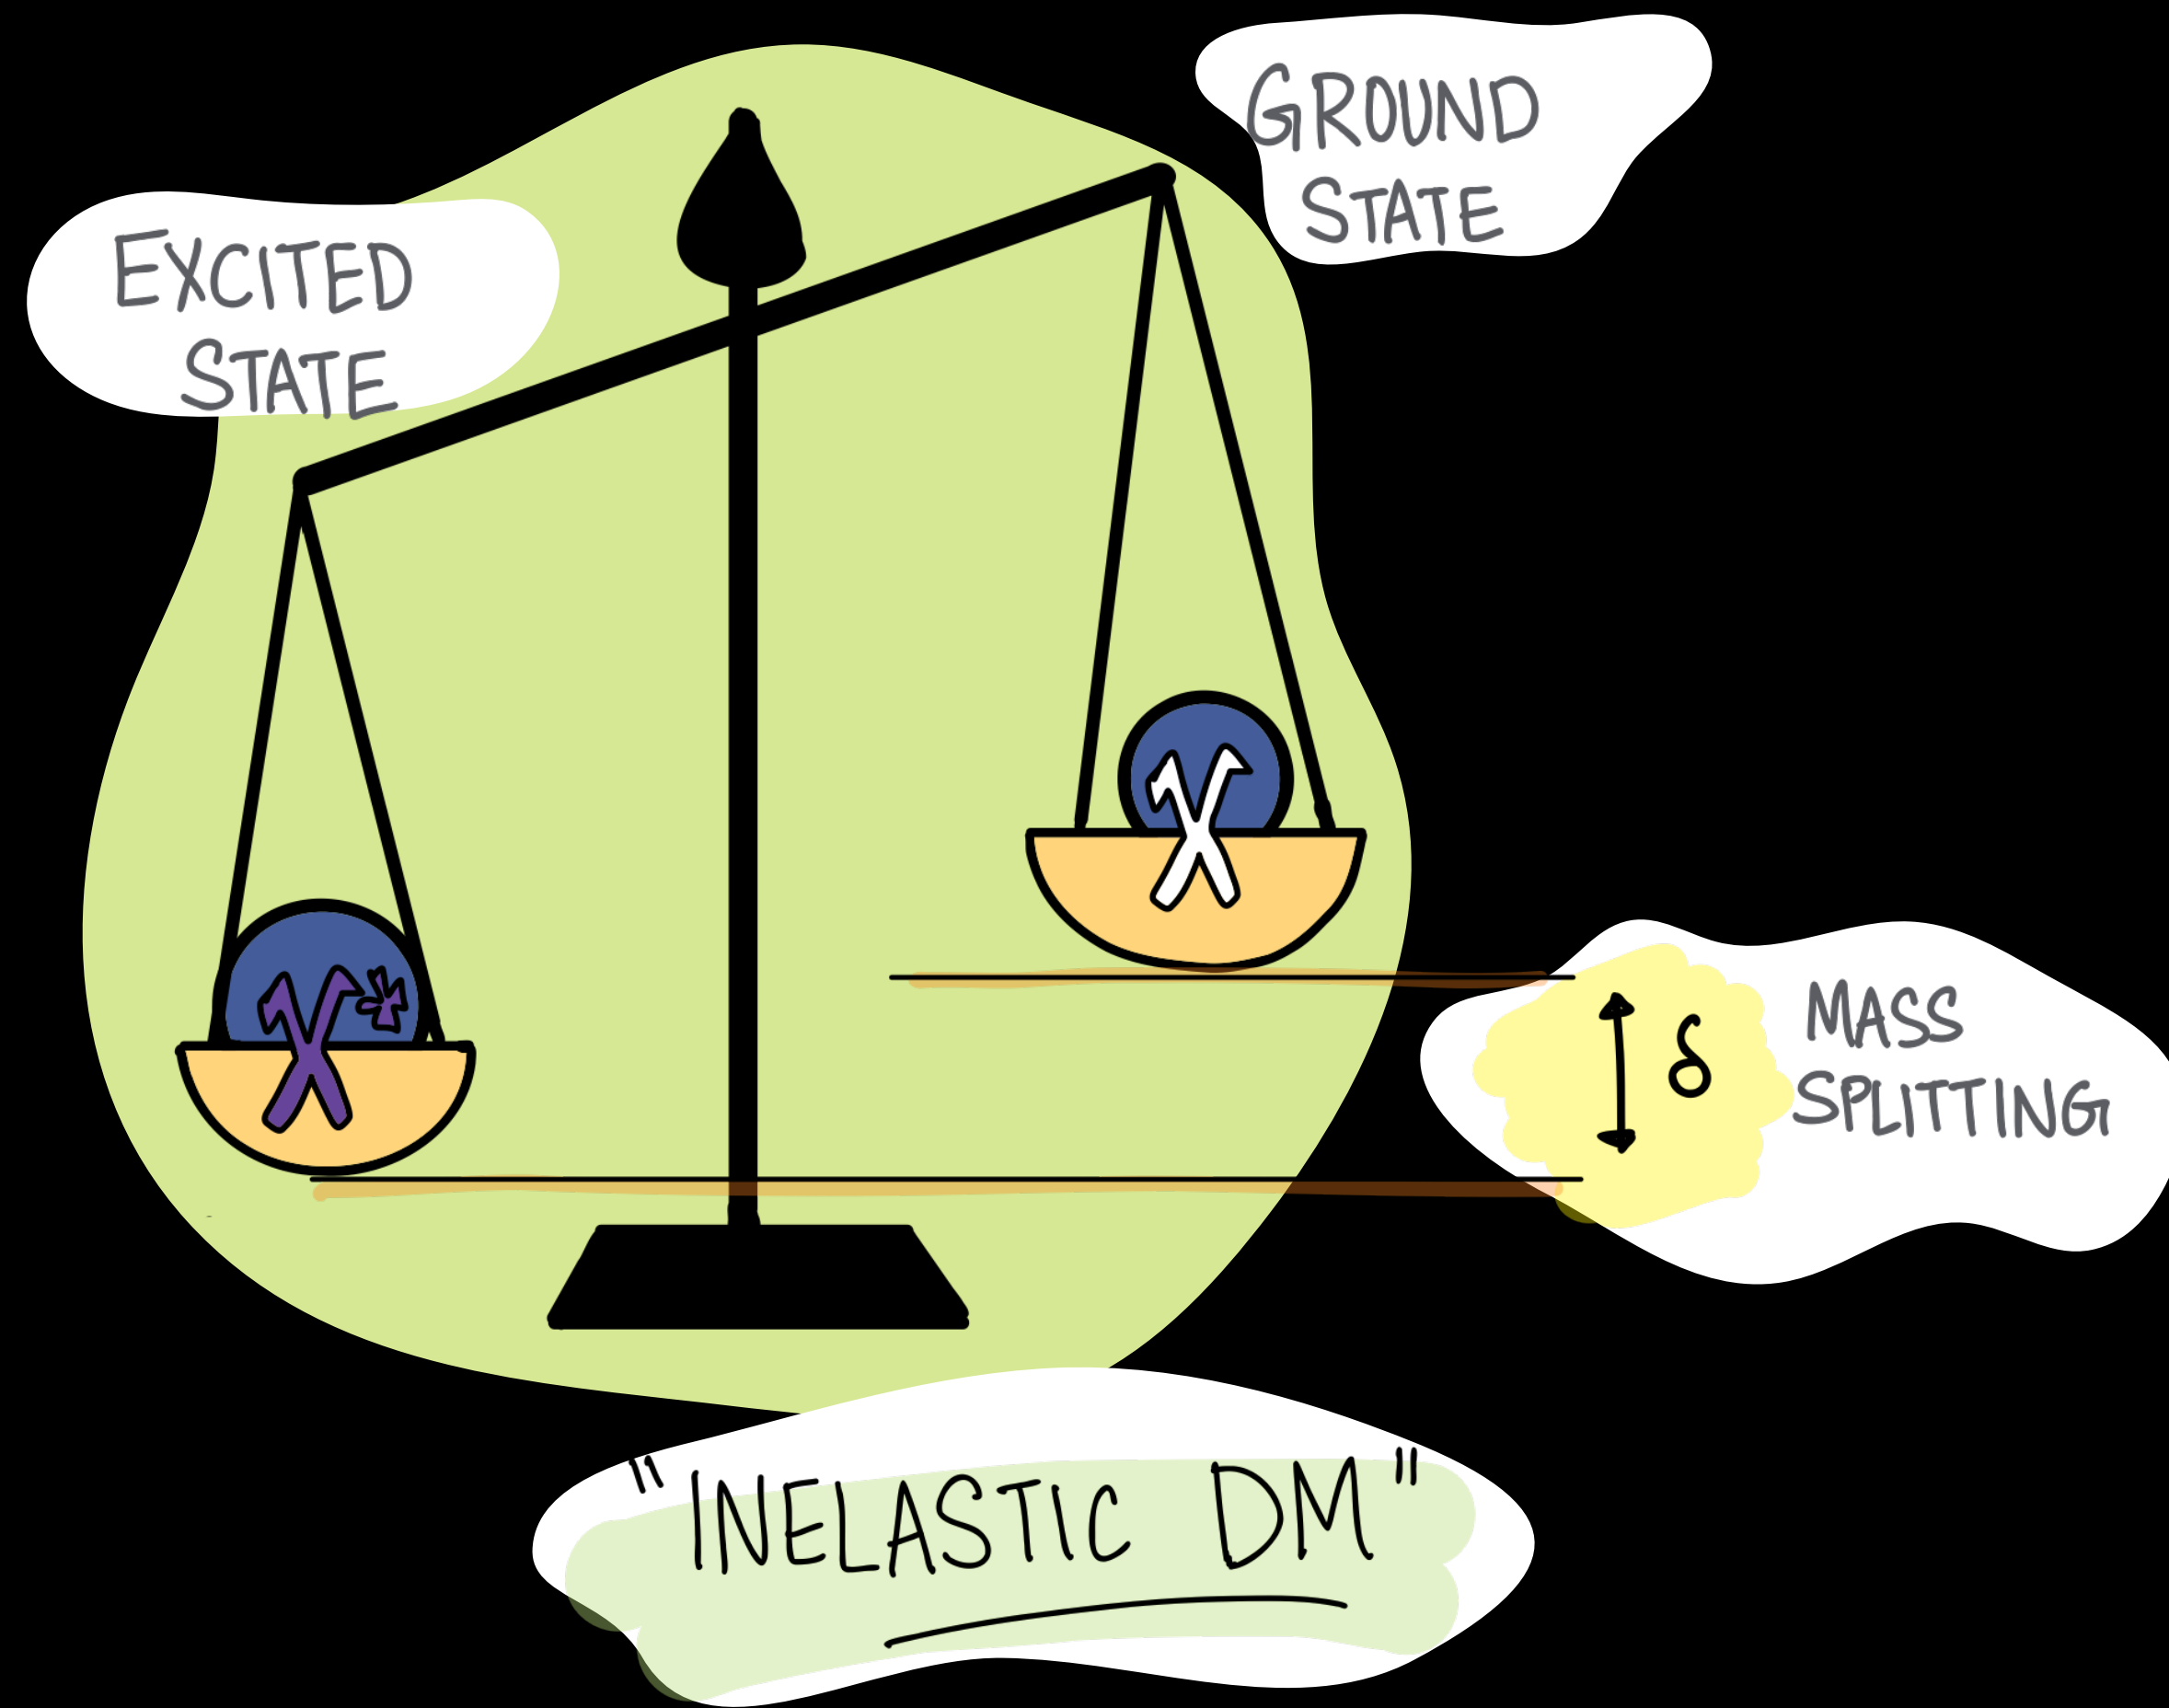 GROUND
STATE
EXCITED
STATE
χ
χ*
δ
MASS
SPLITTING
"INELASTIC DM"